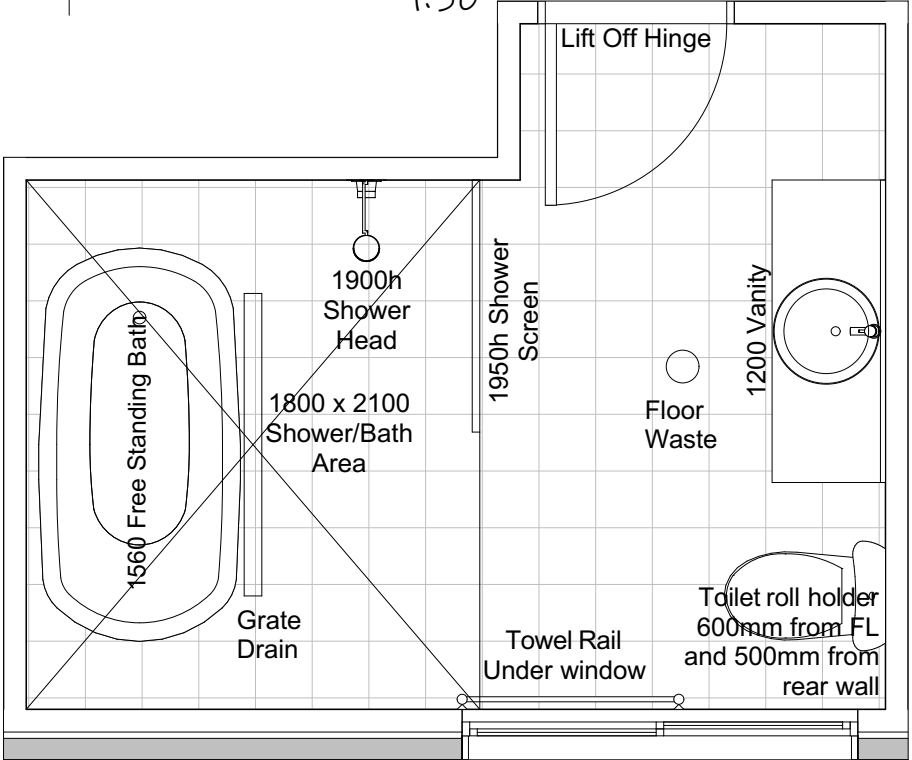 1:50
Lift Off Hinge
1900h
Shower
Head
1950h Shower
Screen
1200 Vanity
1800 x 2100
Shower/Bath
Area
Floor
Waste
1560 Free Standing Bath
Grate
Drain
Towel Rail
Under window
Toilet roll holder
600mm from FL
and 500mm from
rear wall